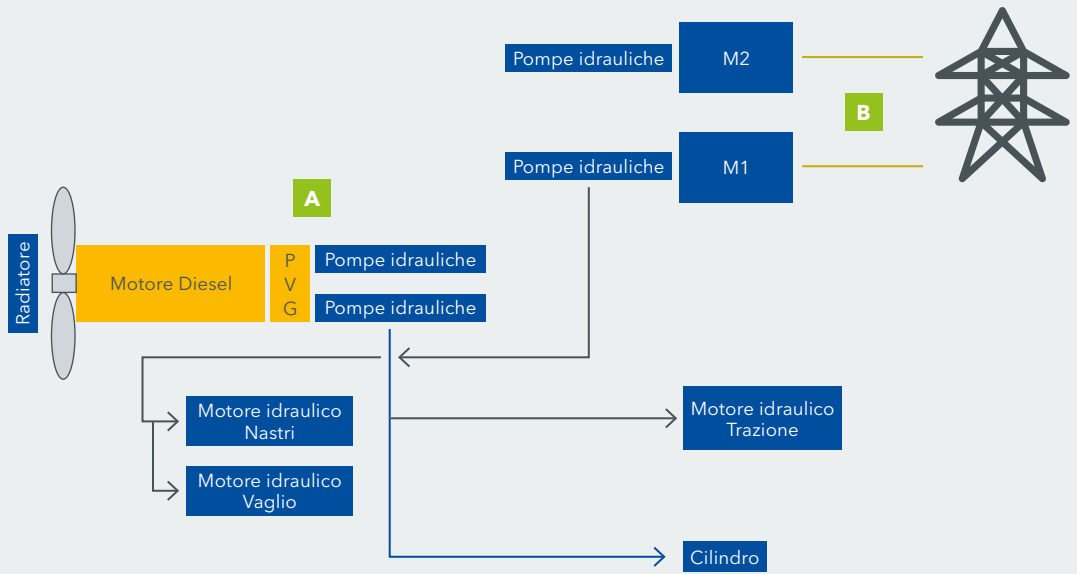 Pompe idrauliche
M2
B
Pompe idrauliche
M1
A
Radiatore
Motore Diesel
P
V
G
Pompe idrauliche
Pompe idrauliche
Motore idraulico
Nastri
Motore idraulico
Trazione
Motore idraulico
Vaglio
Cilindro